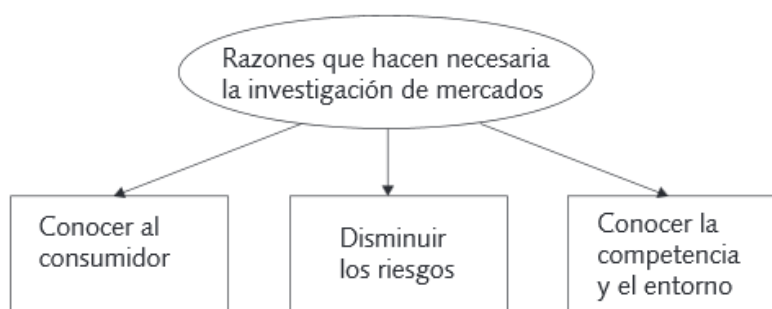 Razones que hacen necesaria
la investigación de mercados
Conocer al
consumidor
Disminuir
los riesgos
Conocer la
competencia
y el entorno